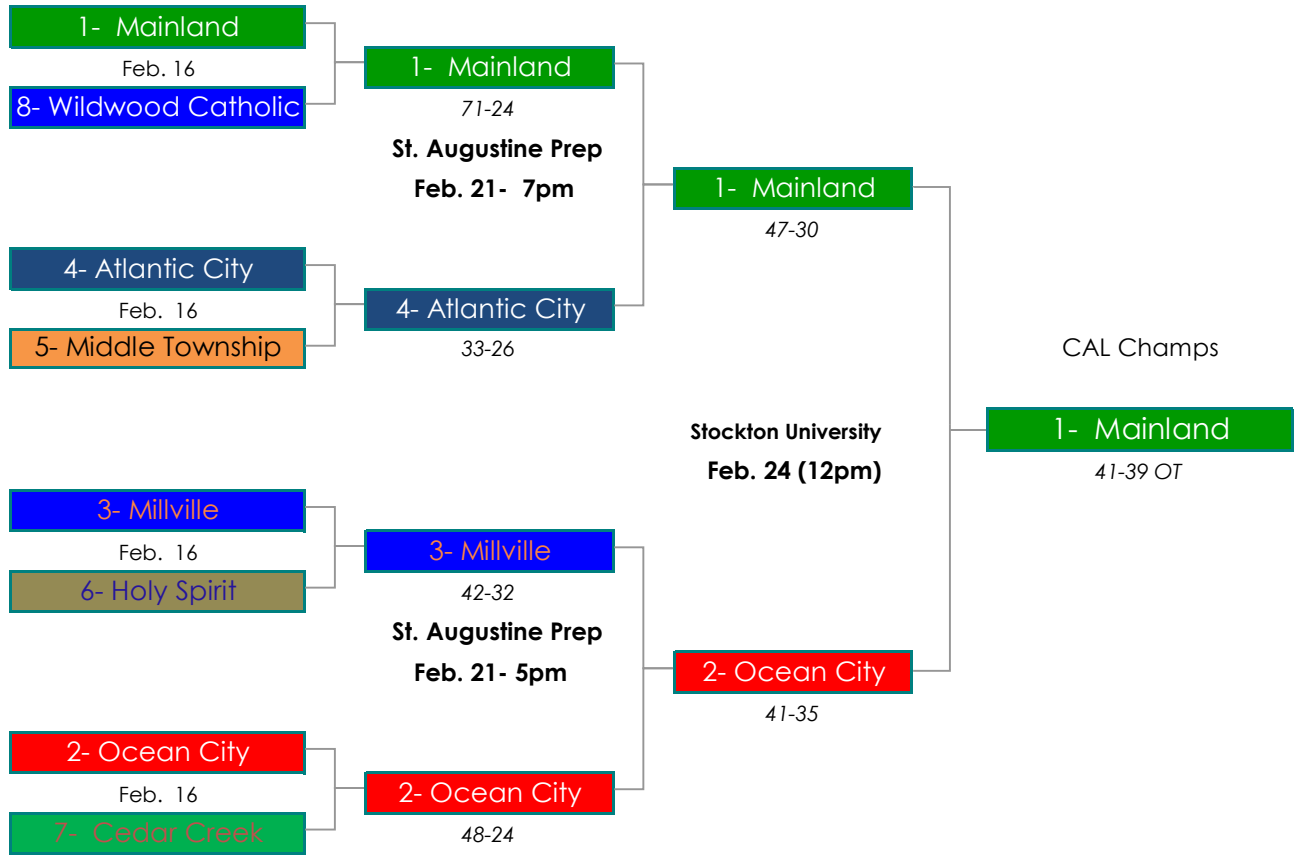 1- Mainland
Feb. 16
8- Wildwood Catholic
1- Mainland
71-24
St. Augustine Prep
Feb. 21- 7pm
4- Atlantic City
Feb. 16
5- Middle Township
4- Atlantic City
33-26
1- Mainland
47-30
CAL Champs
1- Mainland
41-39 OT
Stockton University
Feb. 24 (12pm)
3- Millville
Feb. 16
6- Holy Spirit
3- Millville
42-32
St. Augustine Prep
Feb. 21- 5pm
2- Ocean City
41-35
2- Ocean City
Feb. 16
7- Cedar Creek
2- Ocean City
48-24